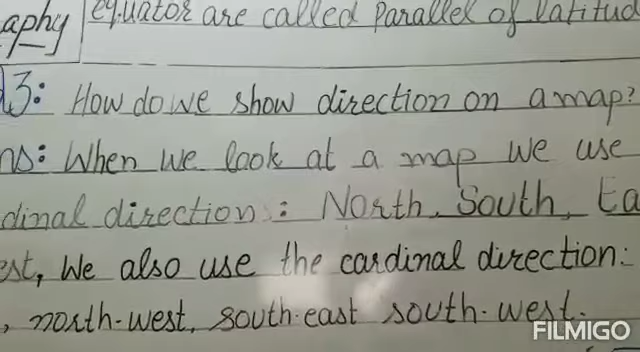 aphy equator are called Parallel of latitud
13: How do we show direction on a map?
ns: When we look at a map we use
dinal direction: North, South, Ea
est, We also use the cardinal direction:-
, north-west, south-east south-west.
FILMIGO